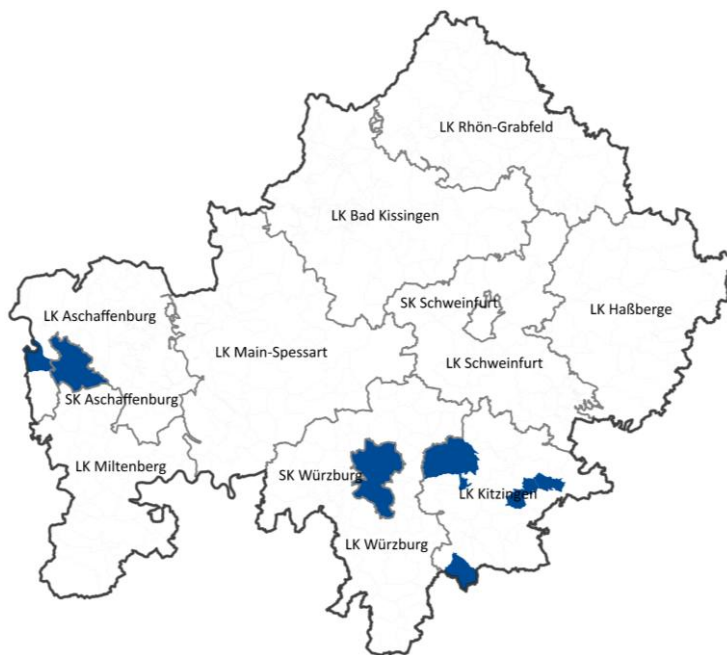 LK Rhön-Grabfeld
LK Bad Kissingen
SK Schweinfurt
LK Haßberge
LK Aschaffenburg
LK Main-Spessart
LK Schweinfurt
SK Aschaffenburg
LK Miltenberg
SK Würzburg
LK Kitzingen
LK Würzburg